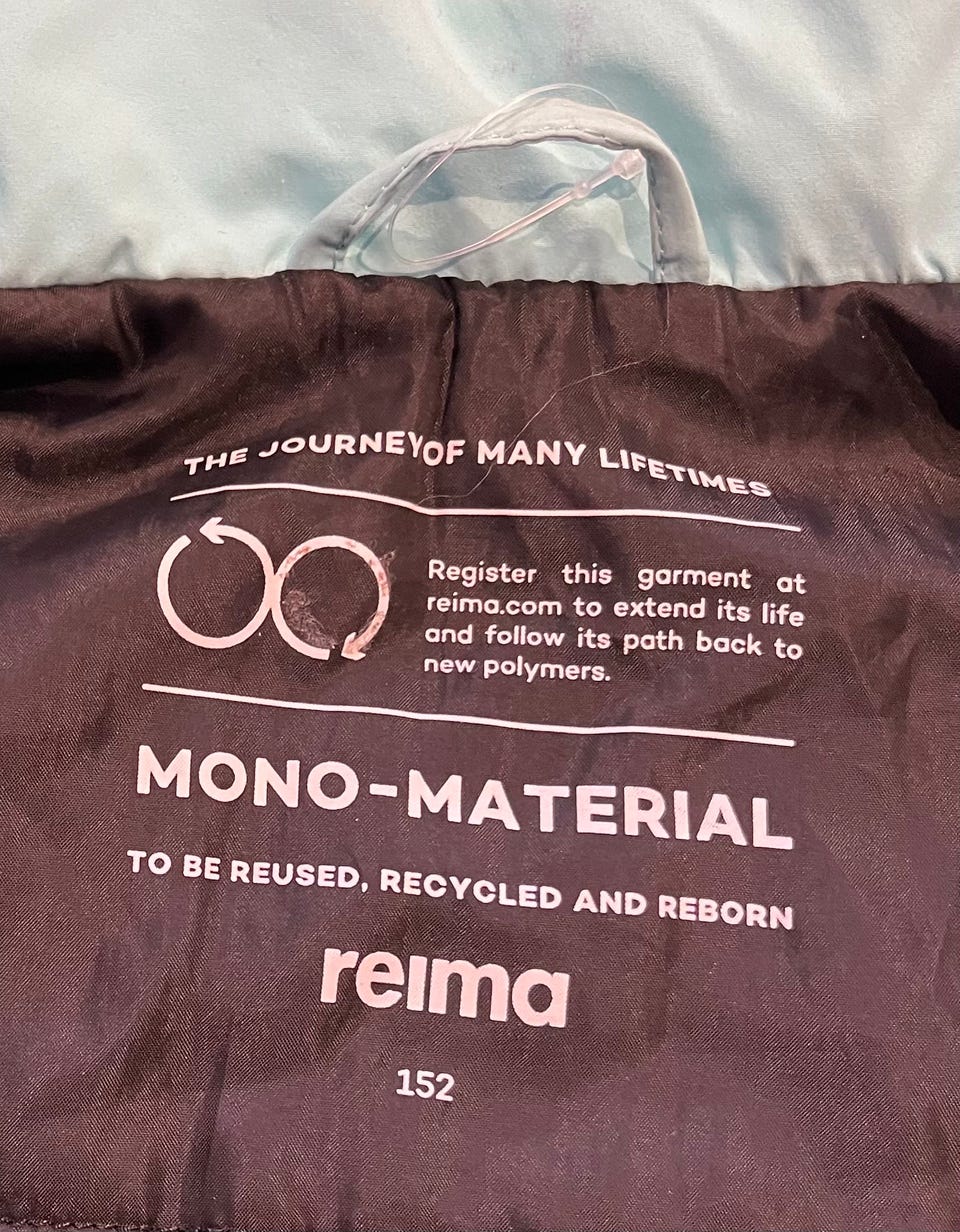 THE JOURNEY OF MANY LIFETIMES
Register this garment at
reima.com to extend its life
and follow its path back to
new polymers.
MONO-MATERIAL
TO BE REUSED, RECYCLED AND REBORN
reima
152